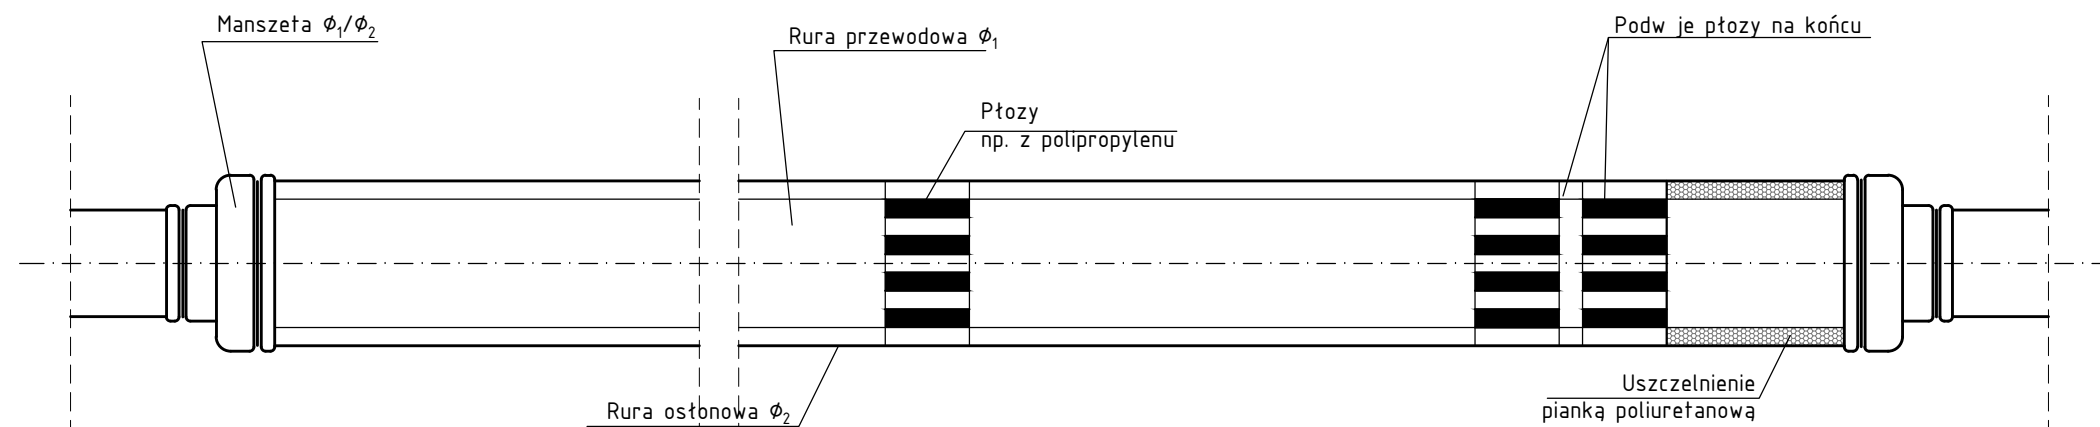 Manszeta ϕ₁/ϕ₂
Rura przewodowa ϕ₁
Podw je płozy na końcu
Płozy
np. z polipropylenu
Uszczelnienie
pianką poliuretanową
Rura osłonowa ϕ₂